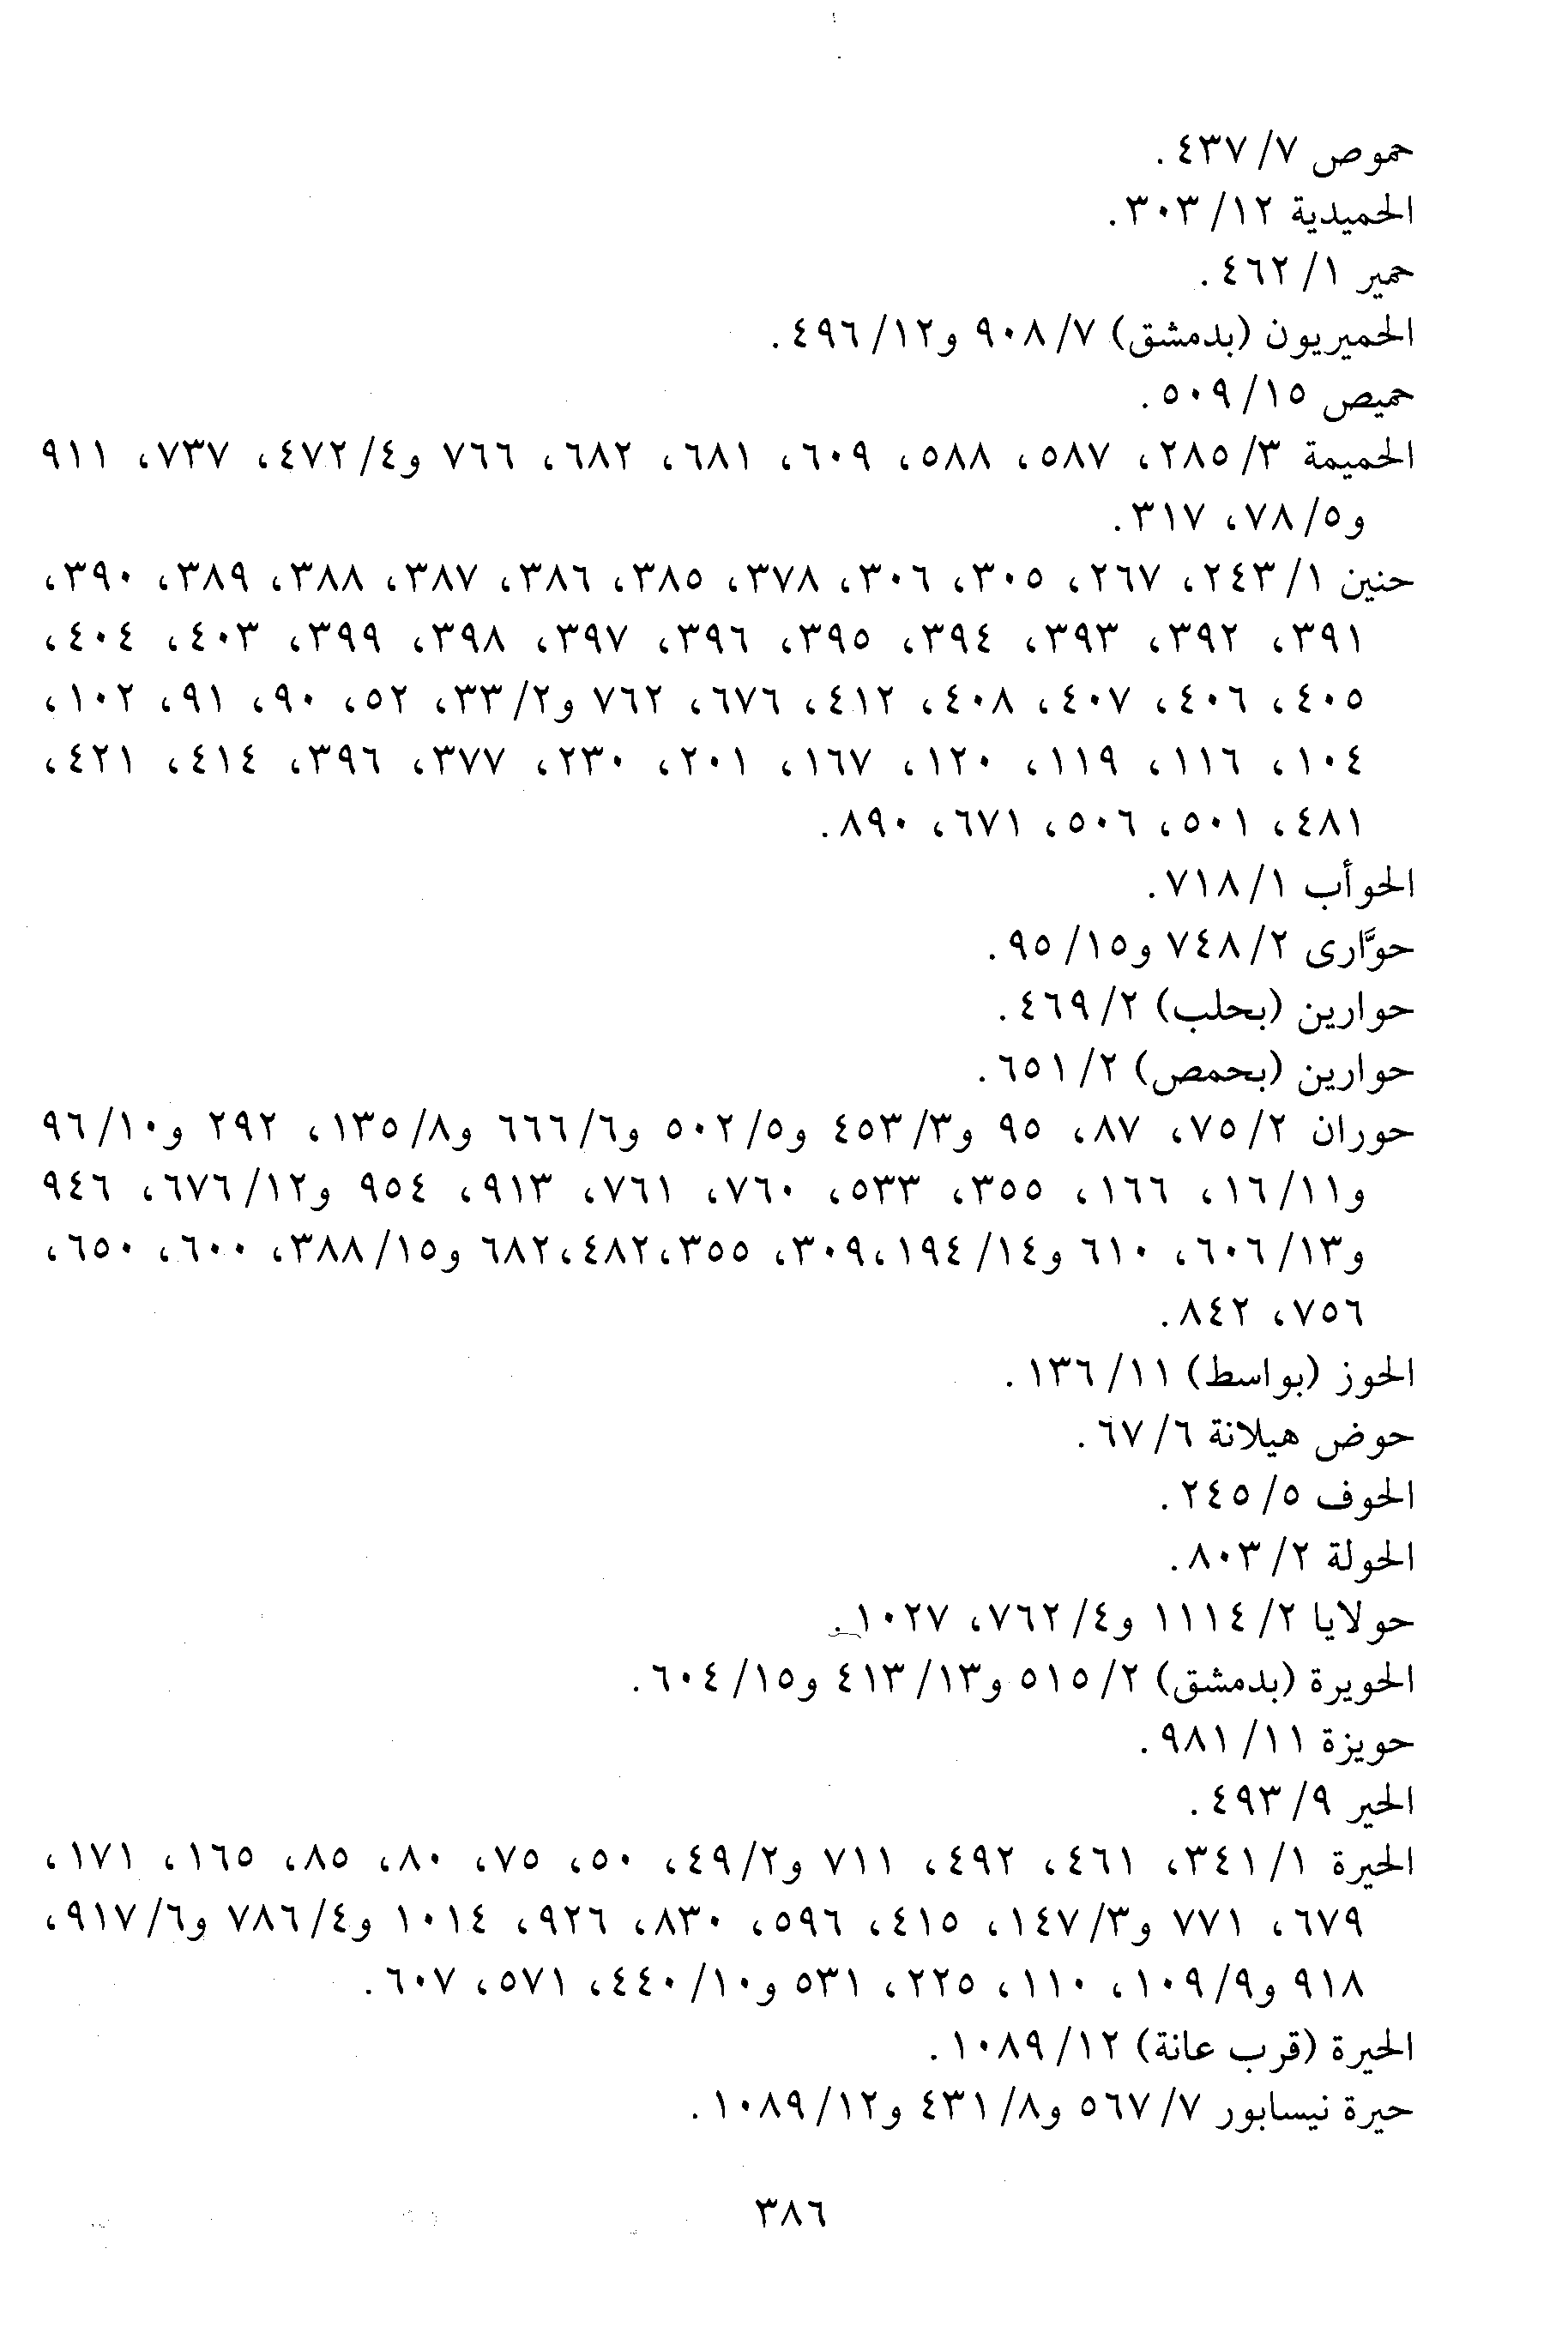 حموص ٧/ ٤٣٧.
الحميدية ١٢/ ٣٠٣.
حمير ١/ ٤٦٢.
الحميريون (بدمشق) ٧/ ٩٠٨ و١٢/ ٤٩٦.
حميص ١٥/ ٥٠٩.
الحميمة ٣/ ٢٨٥، ٥٨٧، ٥٨٨، ٦٠٩، ٦٨١، ٦٨٢، ٧٦٦ و٤/ ٤٧٢، ٧٣٧، ٩١١
و٥/ ٧٨، ٣١٧.
حنين ١/ ٢٤٣، ٢٦٧، ٣٠٥، ٣٠٦، ٣٧٨، ٣٨٥، ٣٨٦، ٣٨٧، ٣٨٨، ٣٨٩، ٣٩٠،
٣٩١، ٣٩٢، ٣٩٣، ٣٩٤، ٣٩٥، ٣٩٦، ٣٩٧، ٣٩٨، ٣٩٩، ٤٠٣، ٤٠٤،
٤٠٥، ٤٠٦، ٤٠٧، ٤٠٨، ٤١٢، ٦٧٦، ٧٦٢ و٢/ ٣٣، ٥٢، ٩٠، ٩١، ١٠٢،
١٠٤، ١١٦، ١١٩، ١٢٠، ١٦٧، ٢٠١، ٢٣٠، ٣٧٧، ٣٩٦، ٤١٤، ٤٢١،
٤٨١، ٥٠١، ٥٠٦، ٦٧١، ٨٩٠.
الحوأب ١/ ٧١٨.
حوَّارى ٢/ ٧٤٨ و١٥/ ٩٥.
حوارين (بحلب) ٢/ ٤٦٩.
حوارين (بحمص) ٢/ ٦٥١.
حوران ٢/ ٧٥، ٨٧، ٩٥ و٣/ ٤٥٣ و٥/ ٥٠٢ و٦/ ٦٦٦ و٨/ ١٣٥، ٢٩٢ و١٠/ ٩٦
و١١/ ١٦، ١٦٦، ٣٥٥، ٥٣٣، ٧٦٠، ٧٦١، ٩١٣، ٩٥٤ و١٢/ ٦٧٦، ٩٤٦
و١٣/ ٦٠٦، ٦١٠ و١٤/ ١٩٤، ٣٠٩، ٣٥٥، ٤٨٢، ٦٨٢ و١٥/ ٣٨٨، ٦٠٠، ٦٥٠،
٧٥٦، ٨٤٢.
الحوز (بواسط) ١١/ ١٣٦.
حوض هيلانة ٦/ ٦٧.
الحوف ٥/ ٢٤٥.
الحولة ٢/ ٨٠٣.
حولايا ٢/ ١١١٤ و٤/ ٧٦٢، ١٠٢٧.
الحويرة (بدمشق) ٢/ ٥١٥ و١٣/ ٤١٣ و١٥/ ٦٠٤.
حويزة ١١/ ٩٨١.
الحير ٩/ ٤٩٣.
الحيرة ١/ ٣٤١، ٤٦١، ٤٩٢، ٧١١ و٢/ ٤٩، ٥٠، ٧٥، ٨٠، ٨٥، ١٦٥، ١٧١،
٦٧٩، ٧٧١ و٣/ ١٤٧، ٤١٥، ٥٩٦، ٨٣٠، ٩٢٦، ١٠١٤ و٤/ ٧٨٦ و٦/ ٩١٧،
٩١٨ و٩/ ١٠٩، ١١٠، ٢٢٥، ٥٣١ و١٠/ ٤٤٠، ٥٧١، ٦٠٧.
الحيرة (قرب عانة) ١٢/ ١٠٨٩.
حيرة نيسابور ٧/ ٥٦٧ و٨/ ٤٣١ و١٢/ ١٠٨٩.
٣٨٦